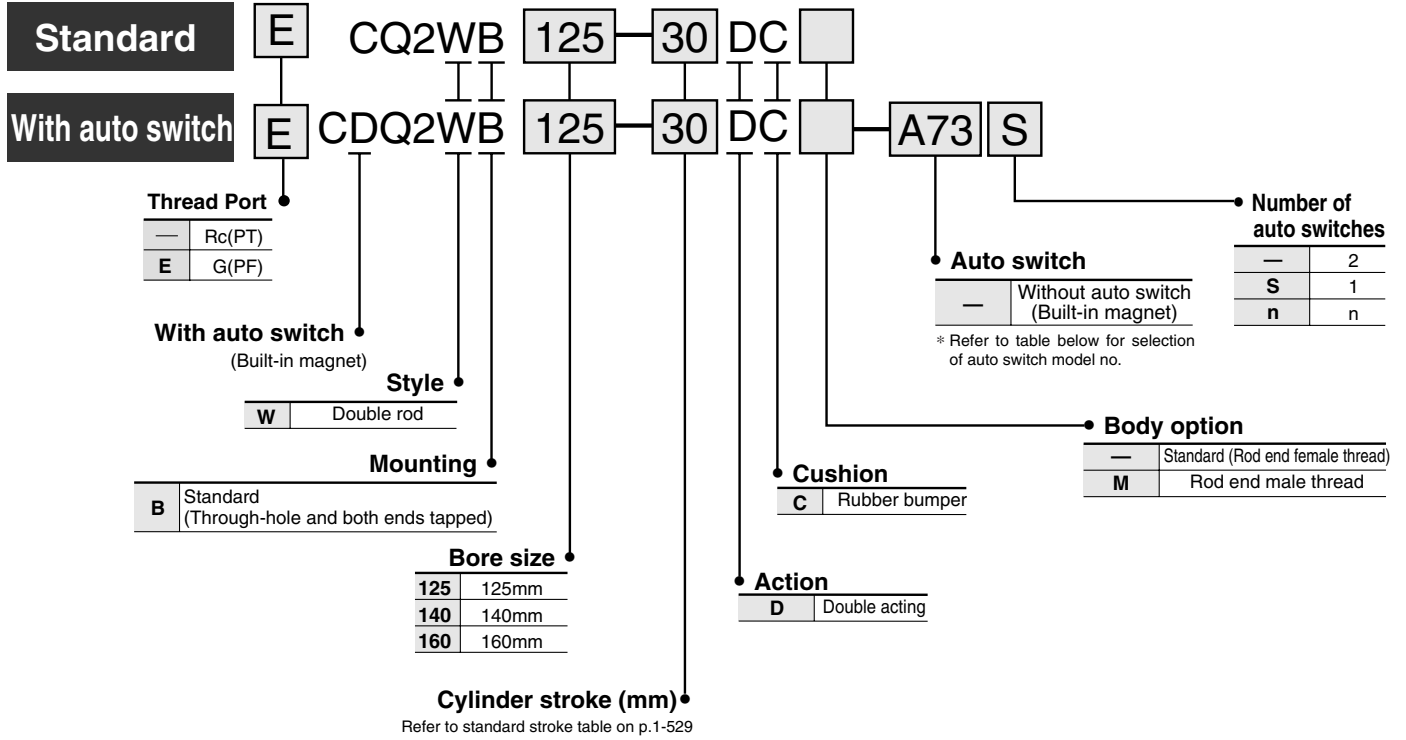 Standard E CQ2WB 125 — 30 DC
With auto switch E CDQ2WB 125 — 30 DC — A73 S
Thread Port
— Rc(PT)
E G(PF)
Number of
auto switches
— 2
S 1
n n
Auto switch
— Without auto switch
(Built-in magnet)
* Refer to table below for selection
of auto switch model no.
With auto switch
(Built-in magnet)
Style
W Double rod
Body option
— Standard (Rod end female thread)
M Rod end male thread
Mounting
B Standard
(Through-hole and both ends tapped)
Cushion
C Rubber bumper
Bore size
125 125mm
140 140mm
160 160mm
Action
D Double acting
Cylinder stroke (mm)
Refer to standard stroke table on p.1-529